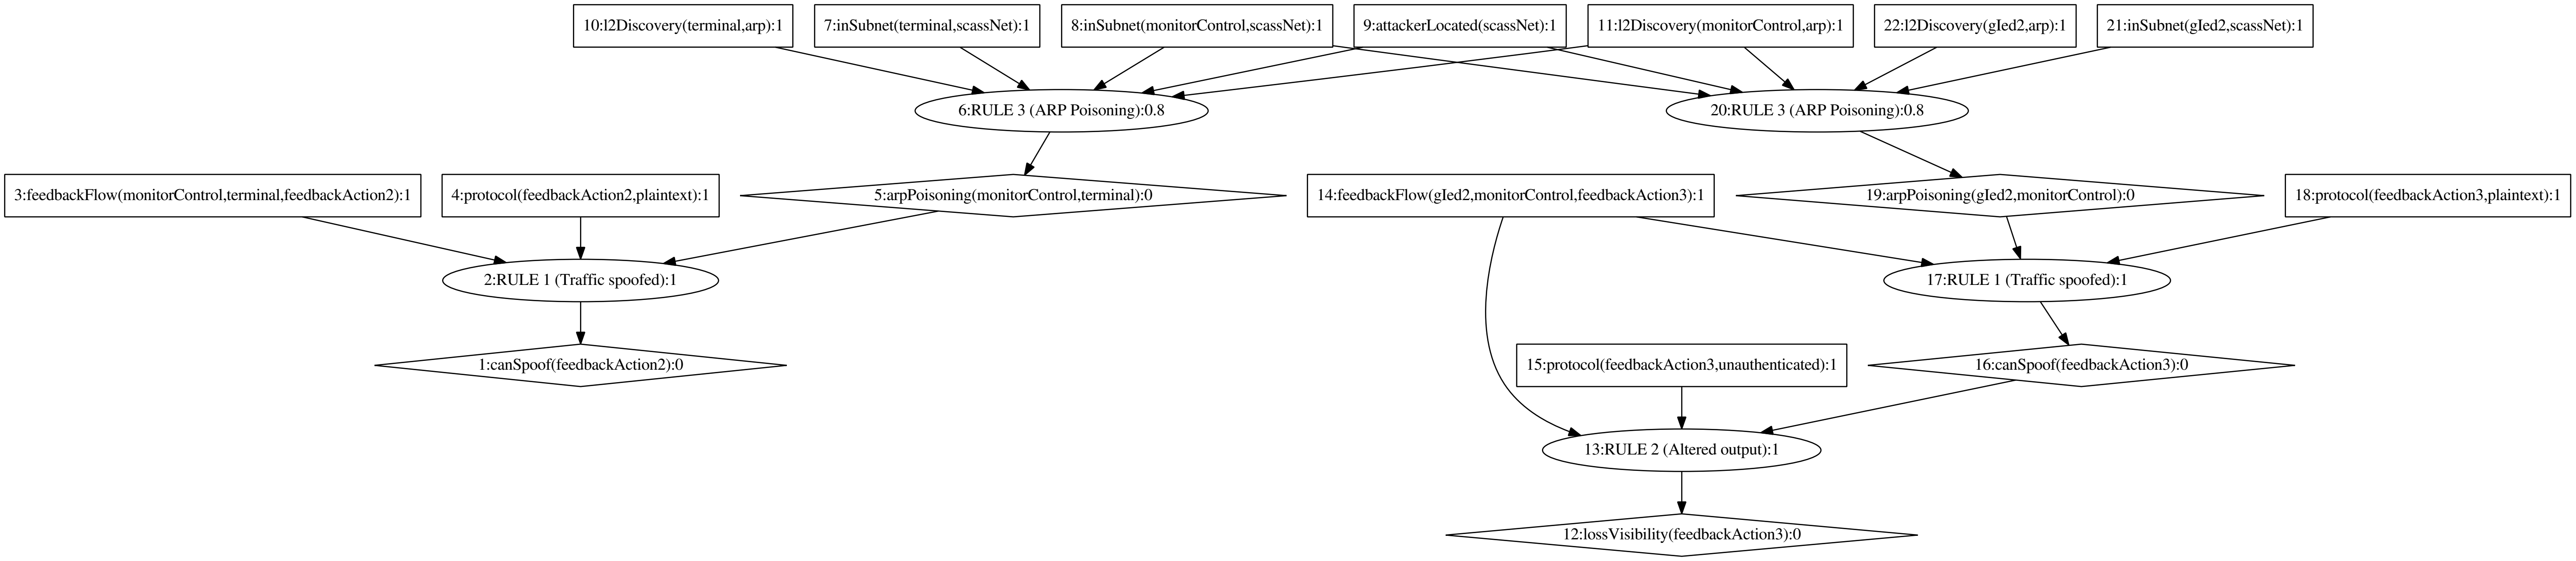 10:l2Discovery(terminal,arp):1
7:inSubnet(terminal,scassNet):1
8:inSubnet(monitorControl,scassNet):1
9:attackerLocated(scassNet):1
11:l2Discovery(monitorControl,arp):1
22:l2Discovery(gIed2,arp):1
21:inSubnet(gIed2,scassNet):1
6:RULE 3 (ARP Poisoning):0.8
20:RULE 3 (ARP Poisoning):0.8
3:feedbackFlow(monitorControl,terminal,feedbackAction2):1
4:protocol(feedbackAction2,plaintext):1
5:arpPoisoning(monitorControl,terminal):0
14:feedbackFlow(gIed2,monitorControl,feedbackAction3):1
19:arpPoisoning(gIed2,monitorControl):0
18:protocol(feedbackAction3,plaintext):1
2:RULE 1 (Traffic spoofed):1
17:RULE 1 (Traffic spoofed):1
1:canSpoof(feedbackAction2):0
15:protocol(feedbackAction3,unauthenticated):1
16:canSpoof(feedbackAction3):0
13:RULE 2 (Altered output):1
12:lossVisibility(feedbackAction3):0